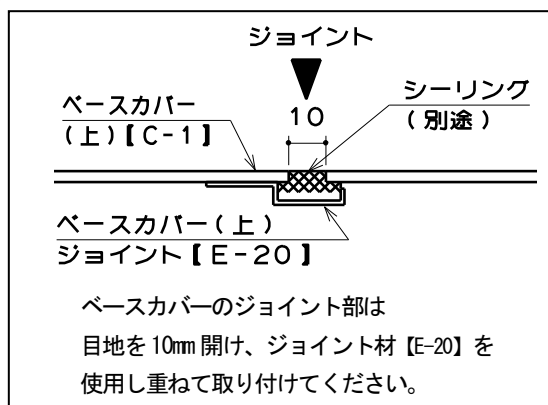 ジョイント
10
シーリング
(別途)
ベースカバー
(上)【C-1】
ベースカバー(上)
ジョイント【E-20】
ベースカバーのジョイント部は
目地を10mm開け、ジョイント材【E-20】を
使用し重ねて取り付けてください。